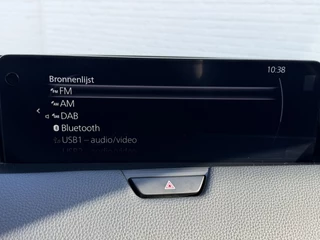 10:38
Bronnenlijst
FM
AM
DAB
Bluetooth
USB1 – audio/video